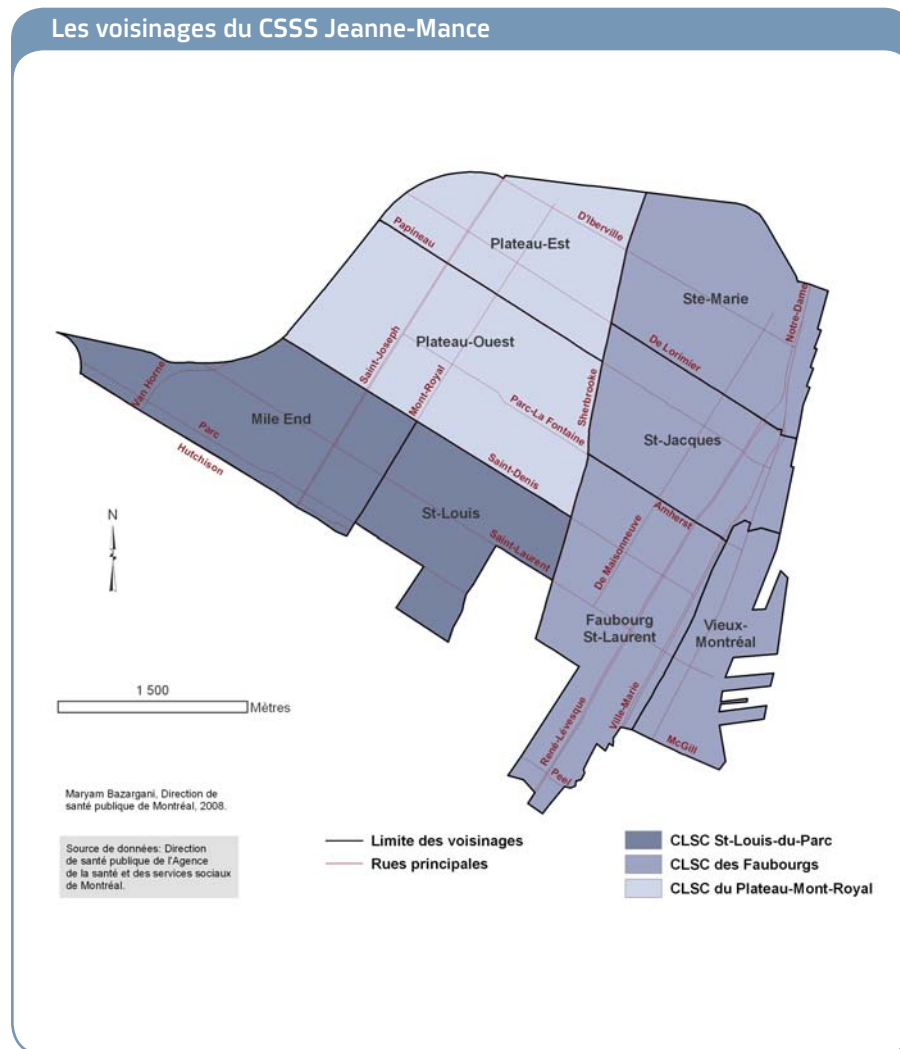 Les voisinages du CSSS Jeanne-Mance
D'Iberville
Papineau
Plateau-Est
Ste-Marie
Notre-Dame
Saint-Joseph
Plateau-Ouest
De Lorimier
Van Horne
Mont-Royal
Sherbrooke
Mile End
Parc-La Fontaine
St-Jacques
Parc
Hutchison
Saint-Denis
St-Louis
Amherst
Saint-Laurent
De Maisonneuve
N
Faubourg
St-Laurent
Vieux-
Montréal
1 500
Mètres
René-Lévesque
Ville-Marie
McGill
Peel
Maryam Bazargani, Direction de
santé publique de Montréal, 2008.
Source de données: Direction
de santé publique de l'Agence
de la santé et des services sociaux
de Montréal.
Limite des voisinages
Rues principales
CLSC St-Louis-du-Parc
CLSC des Faubourgs
CLSC du Plateau-Mont-Royal